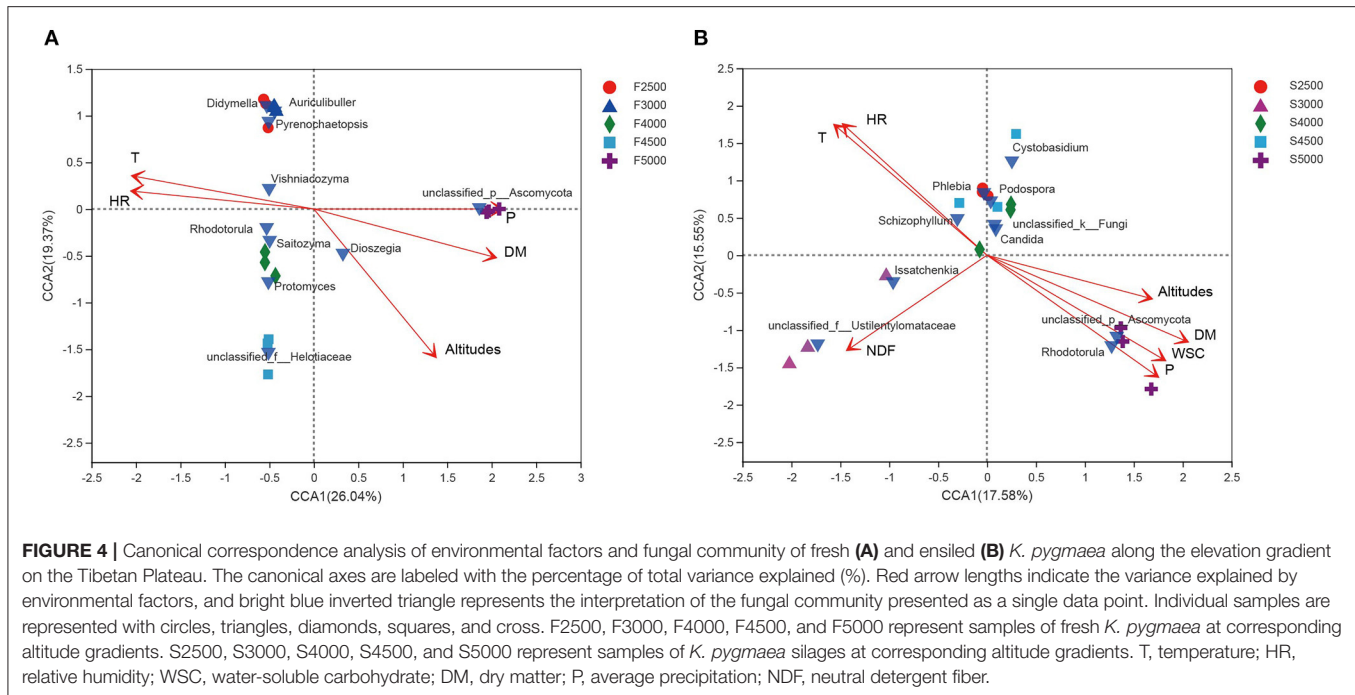 A
1.5
1
0.5
0
-0.5
-1
-1.5
-2
-2.5
CCA2(19.37%)
-2.5 -2 -1.5 -1 -0.5 0 0.5 1 1.5 2 2.5 3
CCA1(26.04%)
Didymella
Auriculibuller
Pyrenochaetopsis
T
HR
Vishniacozyma
unclassified_p__Ascomycota
P
Rhodotorula
Saitozyma
Dioszegia
DM
Protomyces
unclassified_f__Helotiaceae
Altitudes
F2500
F3000
F4000
F4500
F5000
B
2.5
2
1.5
1
0.5
0
-0.5
-1
-1.5
-2
-2.5
CCA2(15.55%)
-2.5 -2 -1.5 -1 -0.5 0 0.5 1 1.5 2 2.5
CCA1(17.58%)
HR
T
Cystobasidium
Phlebia
Podospora
Schizophyllum
unclassified_k__Fungi
Candida
Issatchenkia
Altitudes
unclassified_f__Ustilentylomataceae
unclassified_p__Ascomycota
NDF
DM
Rhodotorula
WSC
P
S2500
S3000
S4000
S4500
S5000
FIGURE 4 | Canonical correspondence analysis of environmental factors and fungal community of fresh (A) and ensiled (B) K. pygmaea along the elevation gradient
on the Tibetan Plateau. The canonical axes are labeled with the percentage of total variance explained (%). Red arrow lengths indicate the variance explained by
environmental factors, and bright blue inverted triangle represents the interpretation of the fungal community presented as a single data point. Individual samples are
represented with circles, triangles, diamonds, squares, and cross. F2500, F3000, F4000, F4500, and F5000 represent samples of fresh K. pygmaea at corresponding
altitude gradients. S2500, S3000, S4000, S4500, and S5000 represent samples of K. pygmaea silages at corresponding altitude gradients. T, temperature; HR,
relative humidity; WSC, water-soluble carbohydrate; DM, dry matter; P, average precipitation; NDF, neutral detergent fiber.